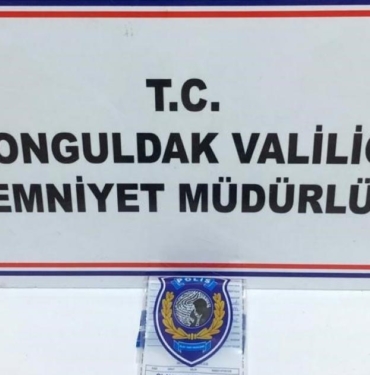 T.C.
ONGULDAK VALİLİĞ
EMNİYET MÜDÜRLÜ
POLİS